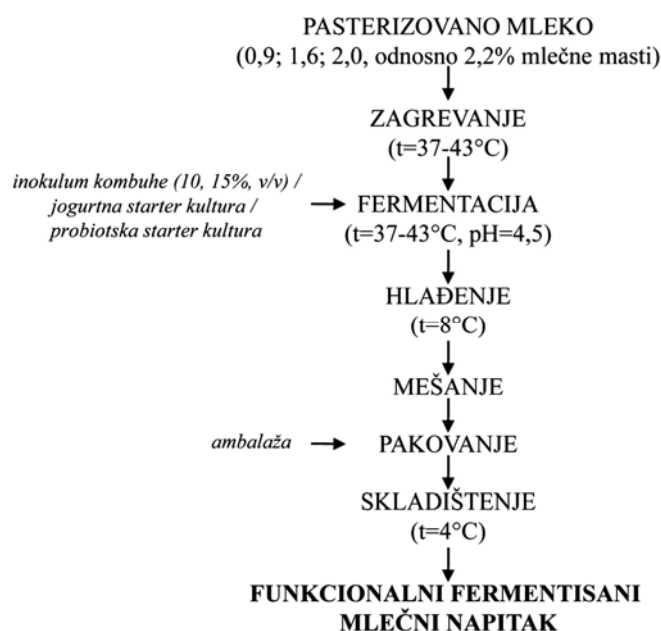 PASTERIZOVANO MLEKO
(0,9; 1,6; 2,0, odnosno 2,2% mlečne masti)
ZAGREVANJE
(t=37-43°C)
inokulum kombuhe (10, 15%, v/v) /
jogurtna starter kultura /
probiotska starter kultura
FERMENTACIJA
(t=37-43°C, pH=4,5)
HLAĐENJE
(t=8°C)
MEŠANJE
ambalaža
PAKOVANJE
SKLADIŠTENJE
(t=4°C)
FUNKCIONALNI FERMENTISANI
MLEČNI NAPITAK